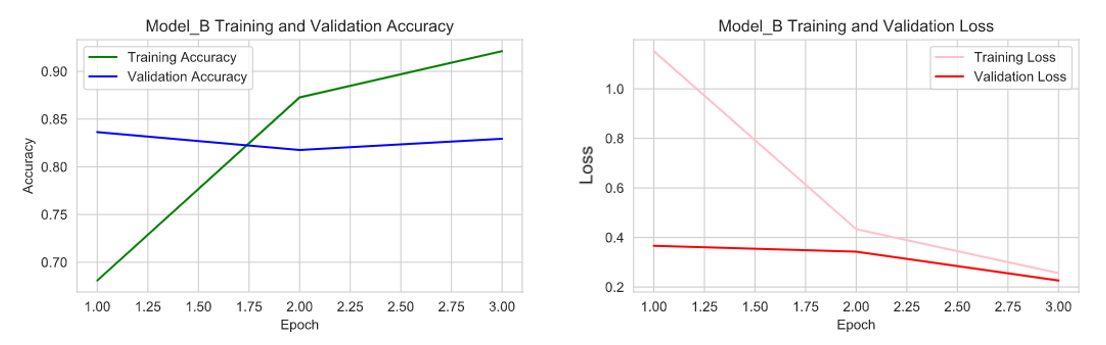 Model_B Training and Validation Accuracy
Training Accuracy
Validation Accuracy
0.90
0.85
0.80
0.75
0.70
Accuracy
1.00 1.25 1.50 1.75 2.00 2.25 2.50 2.75 3.00
Epoch
Model_B Training and Validation Loss
Training Loss
Validation Loss
1.0
0.8
0.6
0.4
0.2
Loss
1.00 1.25 1.50 1.75 2.00 2.25 2.50 2.75 3.00
Epoch